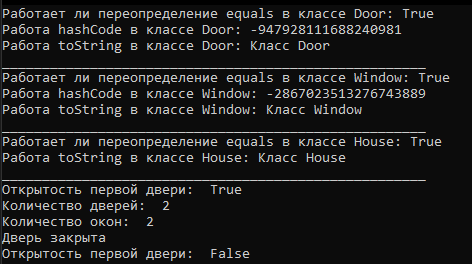 Работает ли переопределение equals в классе Door: True
Работа hashCode в классе Door: -947928111688240981
Работа toString в классе Door: Класс Door
_____________________________________________________
Работает ли переопределение equals в классе Window: True
Работа hashCode в классе Window: -2867023513276743889
Работа toString в классе Window: Класс Window
_____________________________________________________
Работает ли переопределение equals в классе House: True
Работа toString в классе House: Класс House
_____________________________________________________
Открытость первой двери:  True
Количество дверей:  2
Количество окон:  2
Дверь закрыта
Открытость первой двери:  False